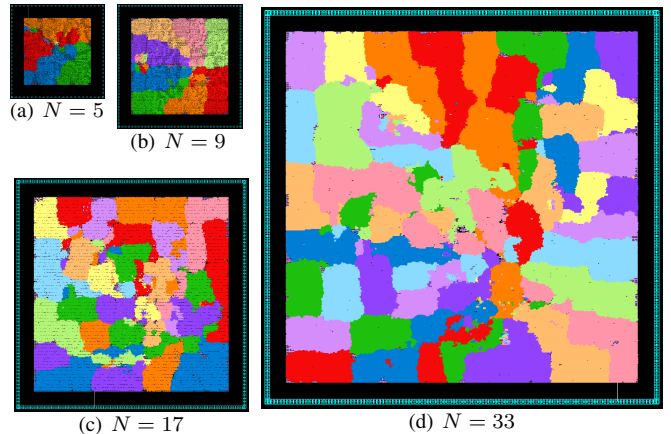 (a) N = 5
(b) N = 9
(c) N = 17
(d) N = 33